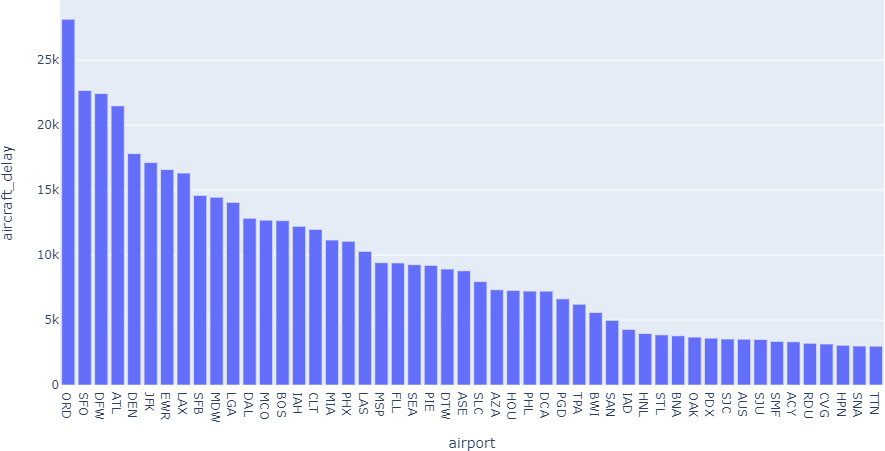 25k
20k
15k
10k
5k
0
aircraft_delay
ORD SFO DFW ATL DEN JFK EWR LAX SFB MDW LGA DAL MCO BOS IAH CLT MIA PHX LAS MSP FLL SEA PIE DTW ASE SLC AZA HOU PHL DCA PGD TPA BWI SAN IAD HNL STL BNA OAK PDX SJC AUS SJU SMF ACY RDU CVG HPN SNA TTN
airport